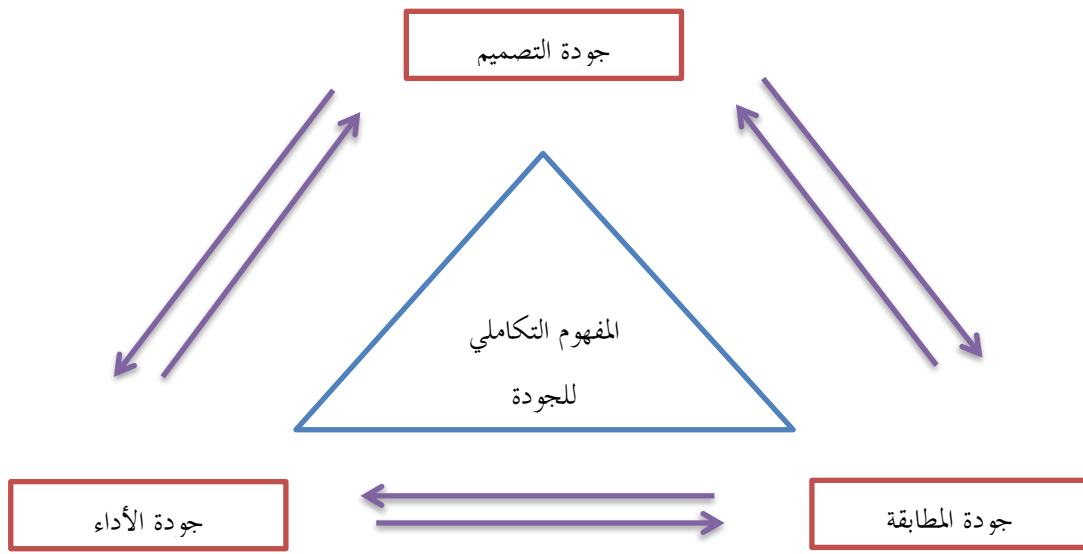 جودة التصميم
المفهوم التكاملي
للجودة
جودة المطابقة
جودة الأداء